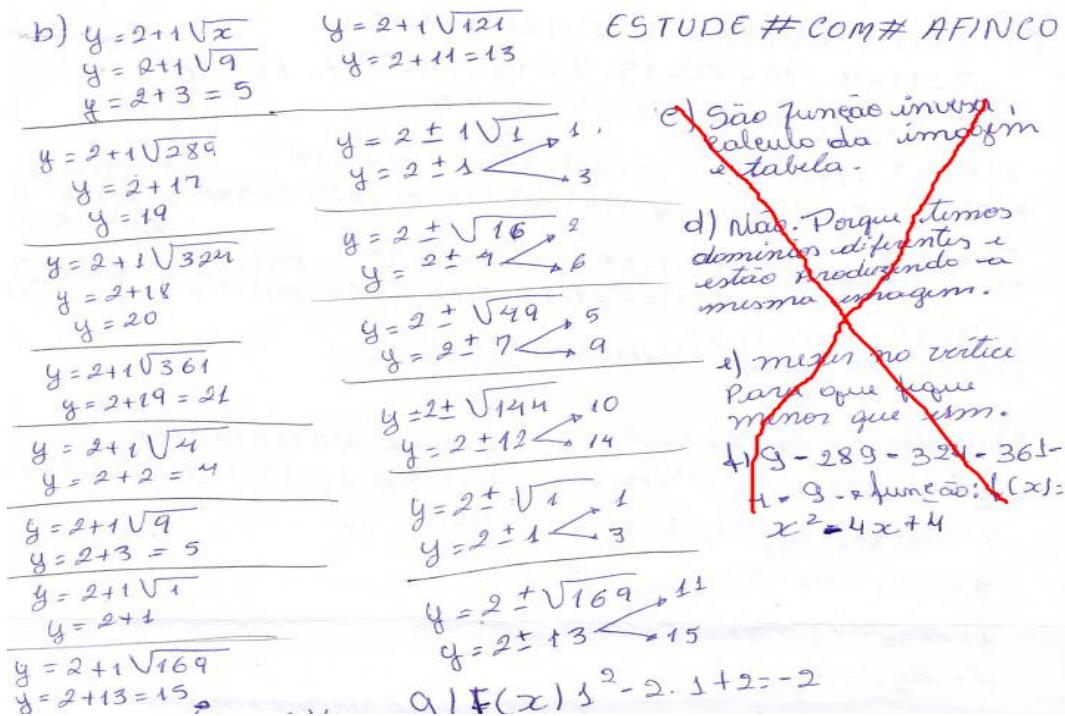 b) y = 2+1√x
y = 2+1√9
y = 2+3 = 5
y = 2+1√289
y = 2+17
y = 19
y = 2+1√324
y = 2+18
y = 20
y = 2+1√361
y = 2+19 = 21
y = 2+1√4
y = 2+2 = 4
y = 2+1√9
y = 2+3 = 5
y = 2+1√1
y = 2+1
y = 2+1√169
y = 2+13 = 15
y = 2+1√121
y = 2+11 = 13
y = 2 ± 1√1 1
y = 2 ± 1 3
y = 2 ± √16 2
y = 2 ± 4 6
y = 2 ± √49 5
y = 2 ± 7 9
y = 2 ± √144 10
y = 2 ± 12 14
y = 2 ± √1 1
y = 2 ± 1 3
y = 2 ± √169 11
y = 2 ± 13 15
g) F(x) 1² - 2. 1 + 2 = -2
ESTUDE # COM # AFINCO
c) São função inversa,
calculo da imagem
e tabela.
d) Não. Porque temos
dominios diferentes e
estão produzindo a
mesma imagem.
e) mexer no vértice
Para que fique
menor que
f) 9 - 289 - 324 - 361 -
4 - 9 - função: f(x) =
x² - 4x + 4